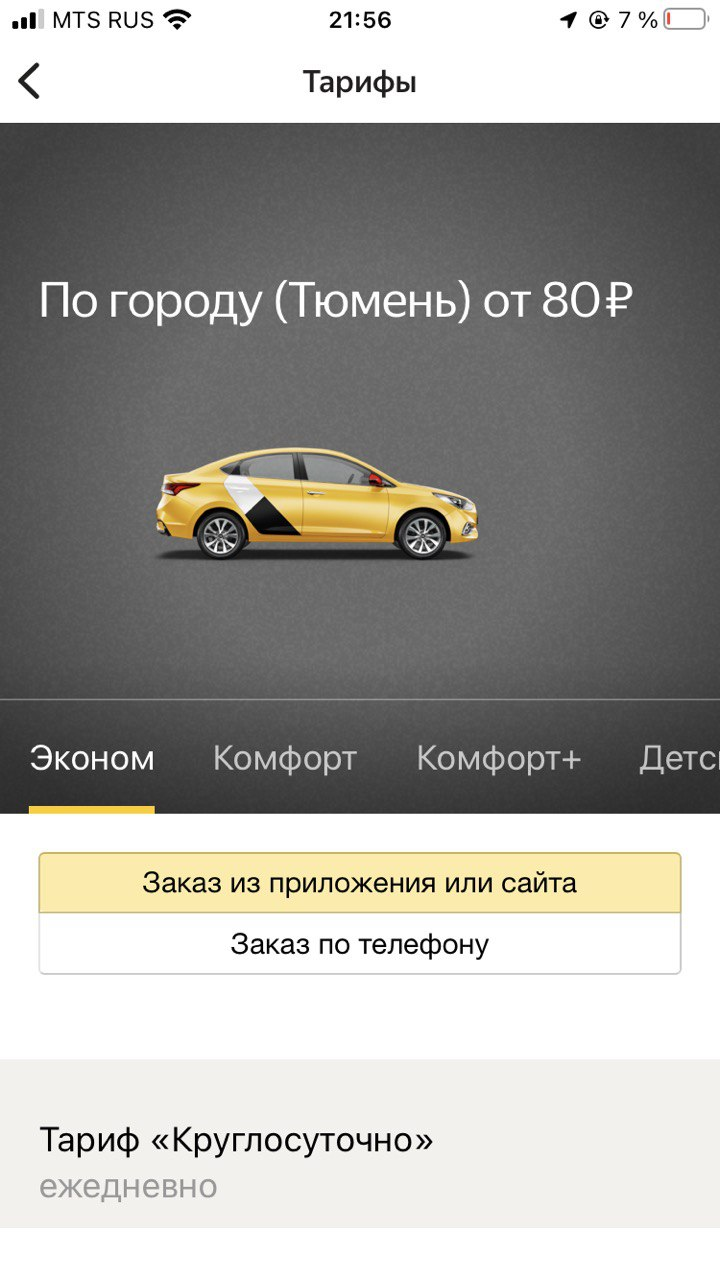 MTS RUS 21:56 7 %
Тарифы
По городу (Тюмень) от 80 ₽
Эконом Комфорт Комфорт+ Детс
Заказ из приложения или сайта
Заказ по телефону
Тариф «Круглосуточно»
ежедневно